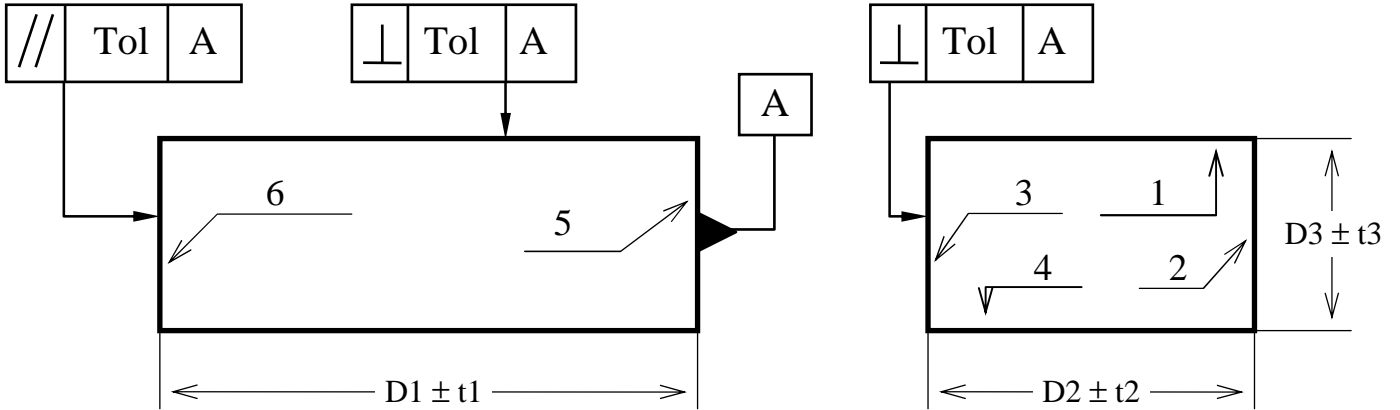 // Tol A
⊥ Tol A
⊥ Tol A
A
6
5
3
1
4
2
D3 ± t3
D1 ± t1
D2 ± t2